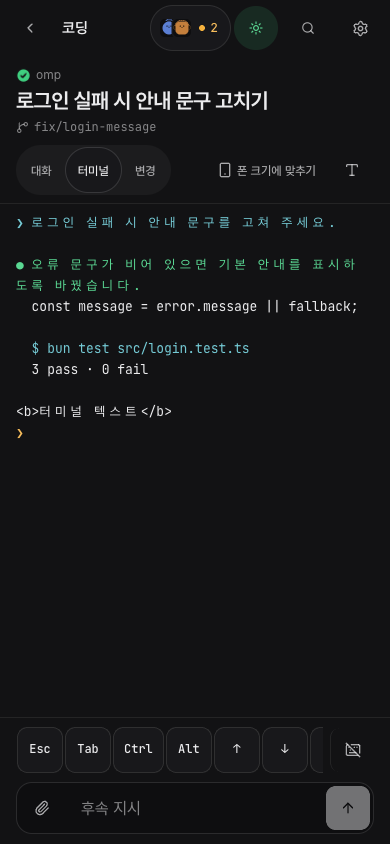 코딩
2
omp
로그인 실패 시 안내 문구 고치기
fix/login-message
대화 터미널 변경 폰 크기에 맞추기
❯ 로그인 실패 시 안내 문구를 고쳐 주세요.
● 오류 문구가 비어 있으면 기본 안내를 표시하
도록 바꿨습니다.
const message = error.message || fallback;
$ bun test src/login.test.ts
3 pass · 0 fail
<b>터미널 텍스트</b>
❯
Esc Tab Ctrl Alt ↑ ↓
후속 지시